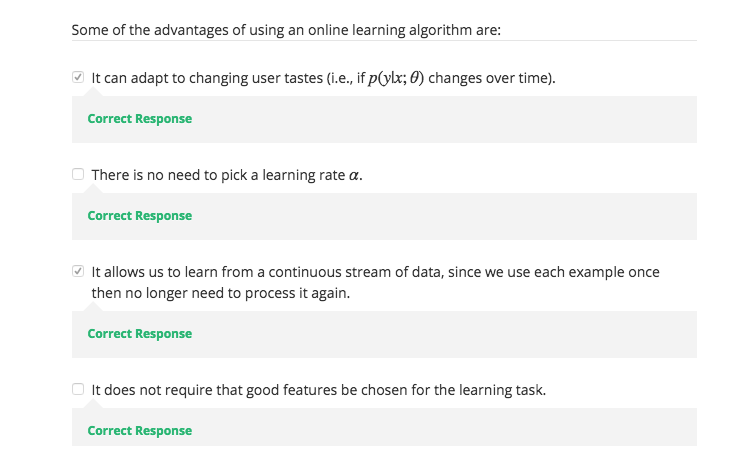 Some of the advantages of using an online learning algorithm are:
It can adapt to changing user tastes (i.e., if p(y|x; θ) changes over time).
Correct Response
There is no need to pick a learning rate α.
Correct Response
It allows us to learn from a continuous stream of data, since we use each example once
then no longer need to process it again.
Correct Response
It does not require that good features be chosen for the learning task.
Correct Response